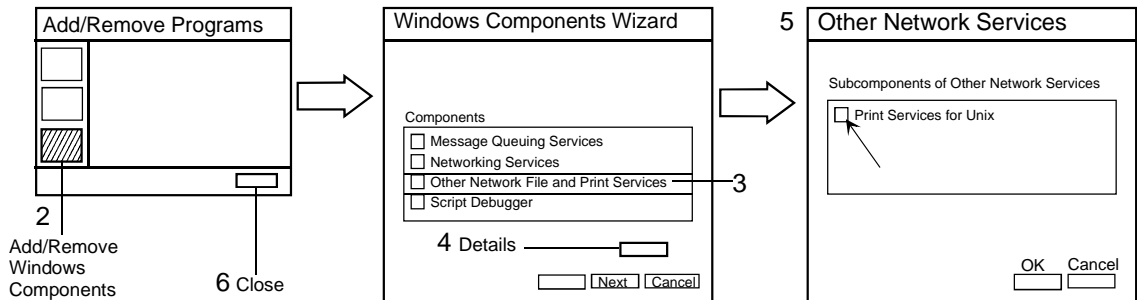 Add/Remove Programs
2
Add/Remove
Windows
Components
6 Close
Windows Components Wizard
Components
Message Queuing Services
Networking Services
Other Network File and Print Services
3
Script Debugger
4 Details
Next
Cancel
5
Other Network Services
Subcomponents of Other Network Services
Print Services for Unix
OK
Cancel